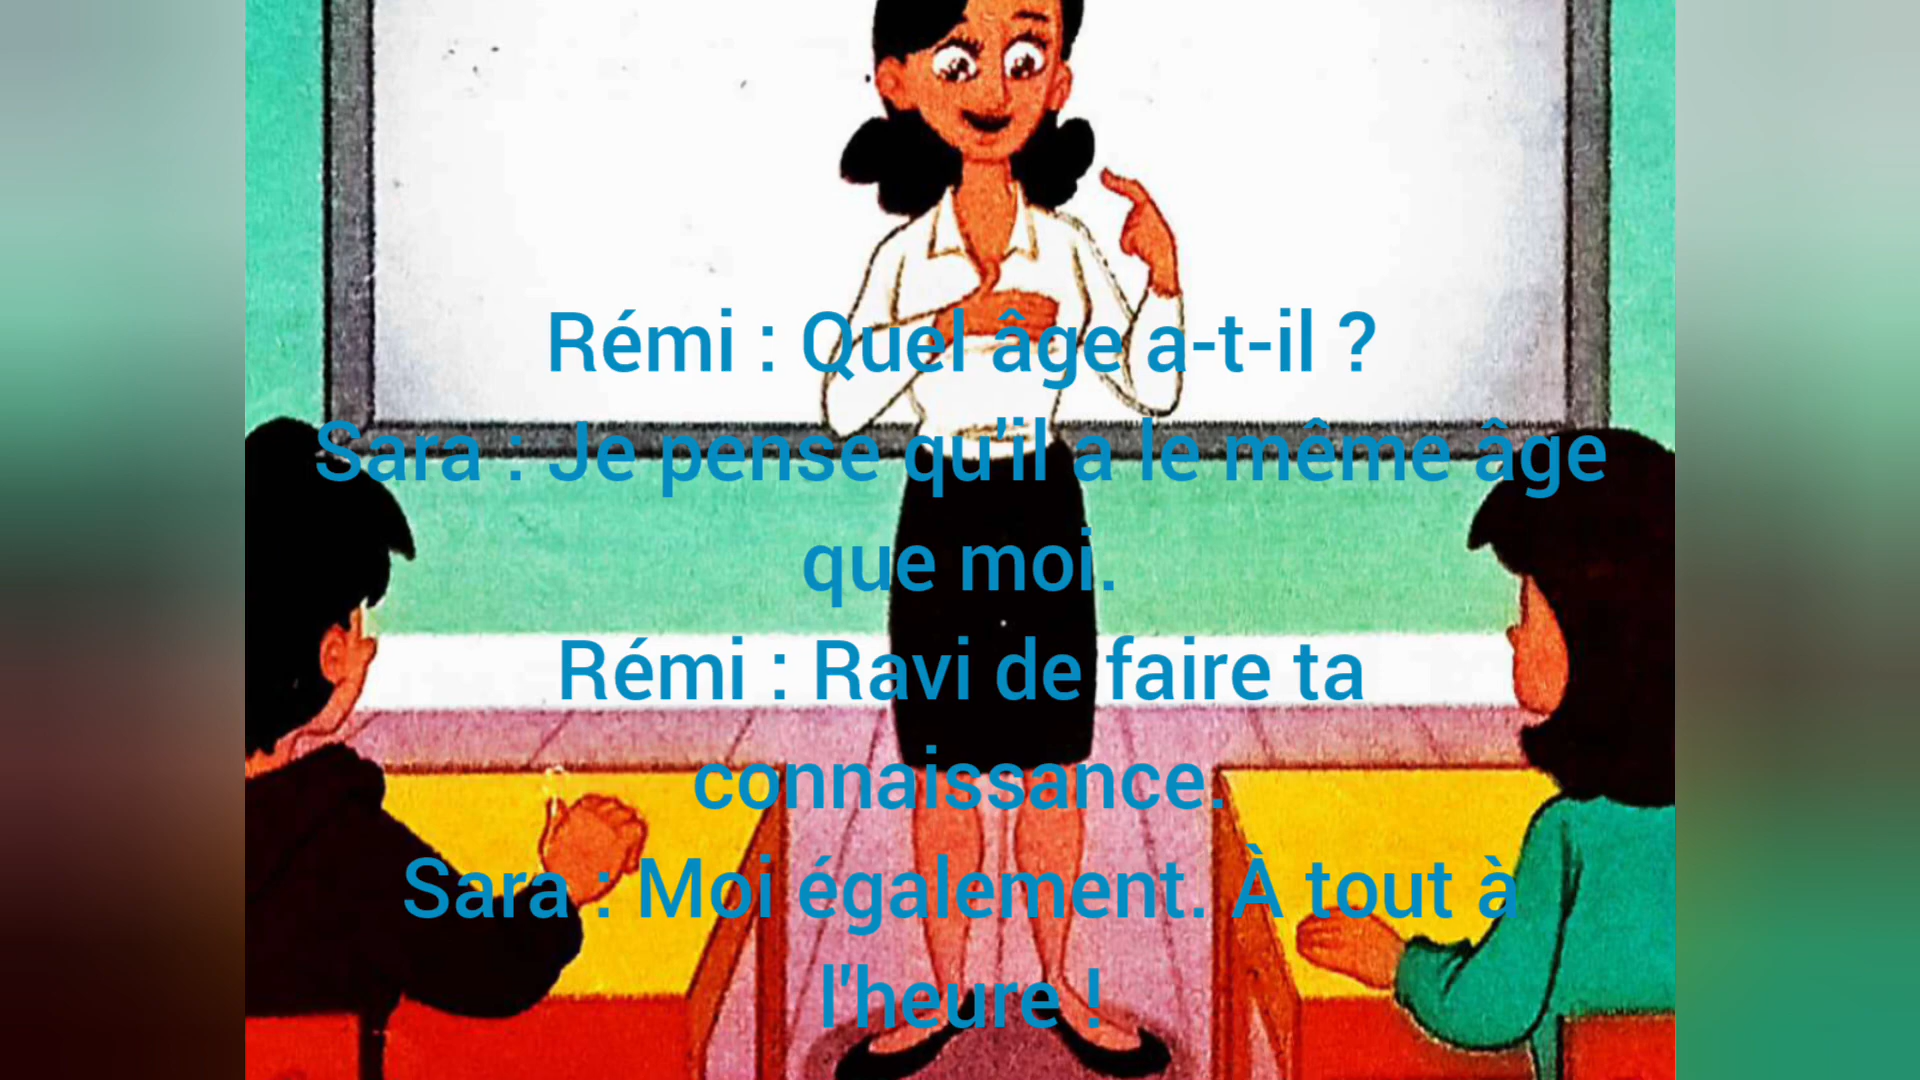 Rémi : Quel âge a-t-il ?
Sara : Je pense qu'il a le même âge
que moi.
Rémi : Ravi de faire ta
connaissance.
Sara : Moi également. À tout à
l'heure !